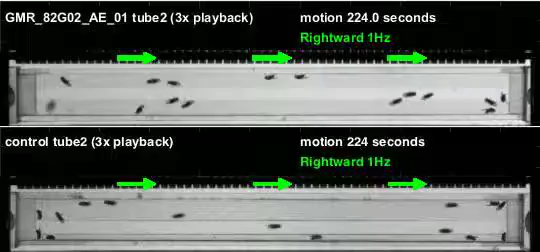 GMR_82G02_AE_01 tube2 (3x playback) motion 224.0 seconds
Rightward 1Hz
control tube2 (3x playback) motion 224 seconds
Rightward 1Hz